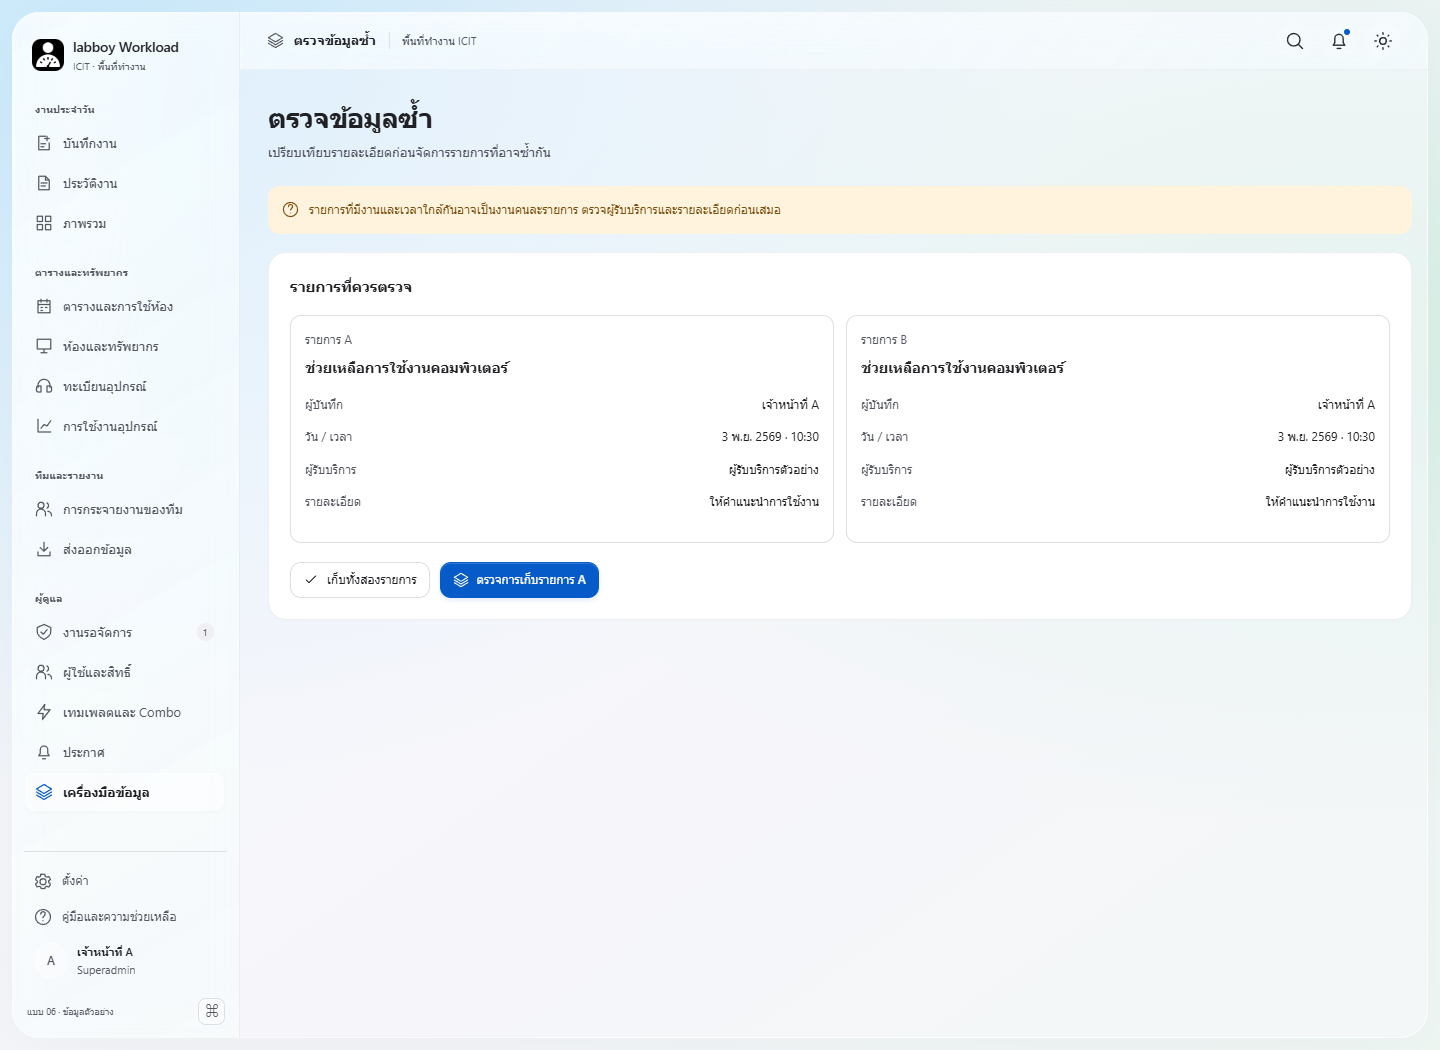 labboy Workload
ICIT · พื้นที่ทำงาน
งานประจำวัน
บันทึกงาน
ประวัติงาน
ภาพรวม
ตารางและทรัพยากร
ตารางและการใช้ห้อง
ห้องและทรัพยากร
ทะเบียนอุปกรณ์
การใช้งานอุปกรณ์
ทีมและรายงาน
การกระจายงานของทีม
ส่งออกข้อมูล
ผู้ดูแล
งานรอจัดการ 1
ผู้ใช้และสิทธิ์
เทมเพลตและ Combo
ประกาศ
เครื่องมือข้อมูล
ตั้งค่า
คู่มือและความช่วยเหลือ
A
เจ้าหน้าที่ A
Superadmin
แบบ 06 · ข้อมูลตัวอย่าง ⌘
ตรวจข้อมูลซ้ำ พื้นที่ทำงาน ICIT
ตรวจข้อมูลซ้ำ
เปรียบเทียบรายละเอียดก่อนจัดการรายการที่อาจซ้ำกัน
รายการที่มีงานและเวลาใกล้กันอาจเป็นงานคนละรายการ ตรวจผู้รับบริการและรายละเอียดก่อนเสมอ
รายการที่ควรตรวจ
รายการ A
ช่วยเหลือการใช้งานคอมพิวเตอร์
ผู้บันทึก เจ้าหน้าที่ A
วัน / เวลา 3 พ.ย. 2569 · 10:30
ผู้รับบริการ ผู้รับบริการตัวอย่าง
รายละเอียด ให้คำแนะนำการใช้งาน
รายการ B
ช่วยเหลือการใช้งานคอมพิวเตอร์
ผู้บันทึก เจ้าหน้าที่ A
วัน / เวลา 3 พ.ย. 2569 · 10:30
ผู้รับบริการ ผู้รับบริการตัวอย่าง
รายละเอียด ให้คำแนะนำการใช้งาน
เก็บทั้งสองรายการ
ตรวจการเก็บรายการ A